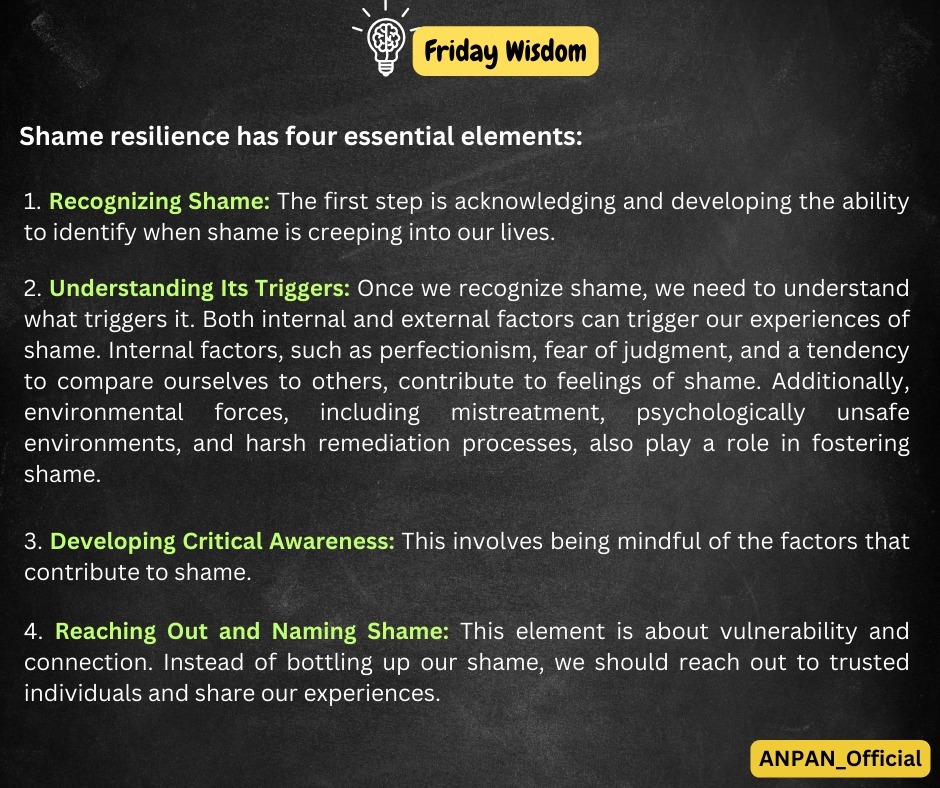 Friday Wisdom
Shame resilience has four essential elements:
1. Recognizing Shame: The first step is acknowledging and developing the ability
to identify when shame is creeping into our lives.
2. Understanding Its Triggers: Once we recognize shame, we need to understand
what triggers it. Both internal and external factors can trigger our experiences of
shame. Internal factors, such as perfectionism, fear of judgment, and a tendency
to compare ourselves to others, contribute to feelings of shame. Additionally,
environmental forces, including mistreatment, psychologically unsafe
environments, and harsh remediation processes, also play a role in fostering
shame.
3. Developing Critical Awareness: This involves being mindful of the factors that
contribute to shame.
4. Reaching Out and Naming Shame: This element is about vulnerability and
connection. Instead of bottling up our shame, we should reach out to trusted
individuals and share our experiences.
ANPAN_Official